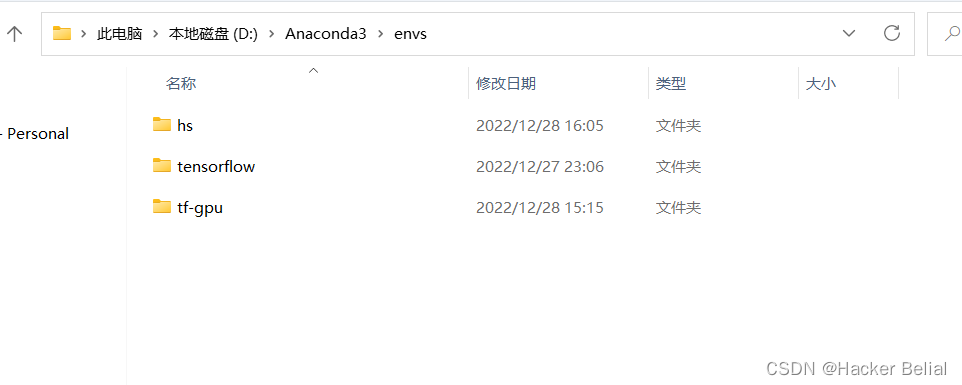 此电脑 > 本地磁盘 (D:) > Anaconda3 > envs
名称 修改日期 类型 大小
- Personal
hs 2022/12/28 16:05 文件夹
tensorflow 2022/12/27 23:06 文件夹
tf-gpu 2022/12/28 15:15 文件夹
CSDN @Hacker Belial